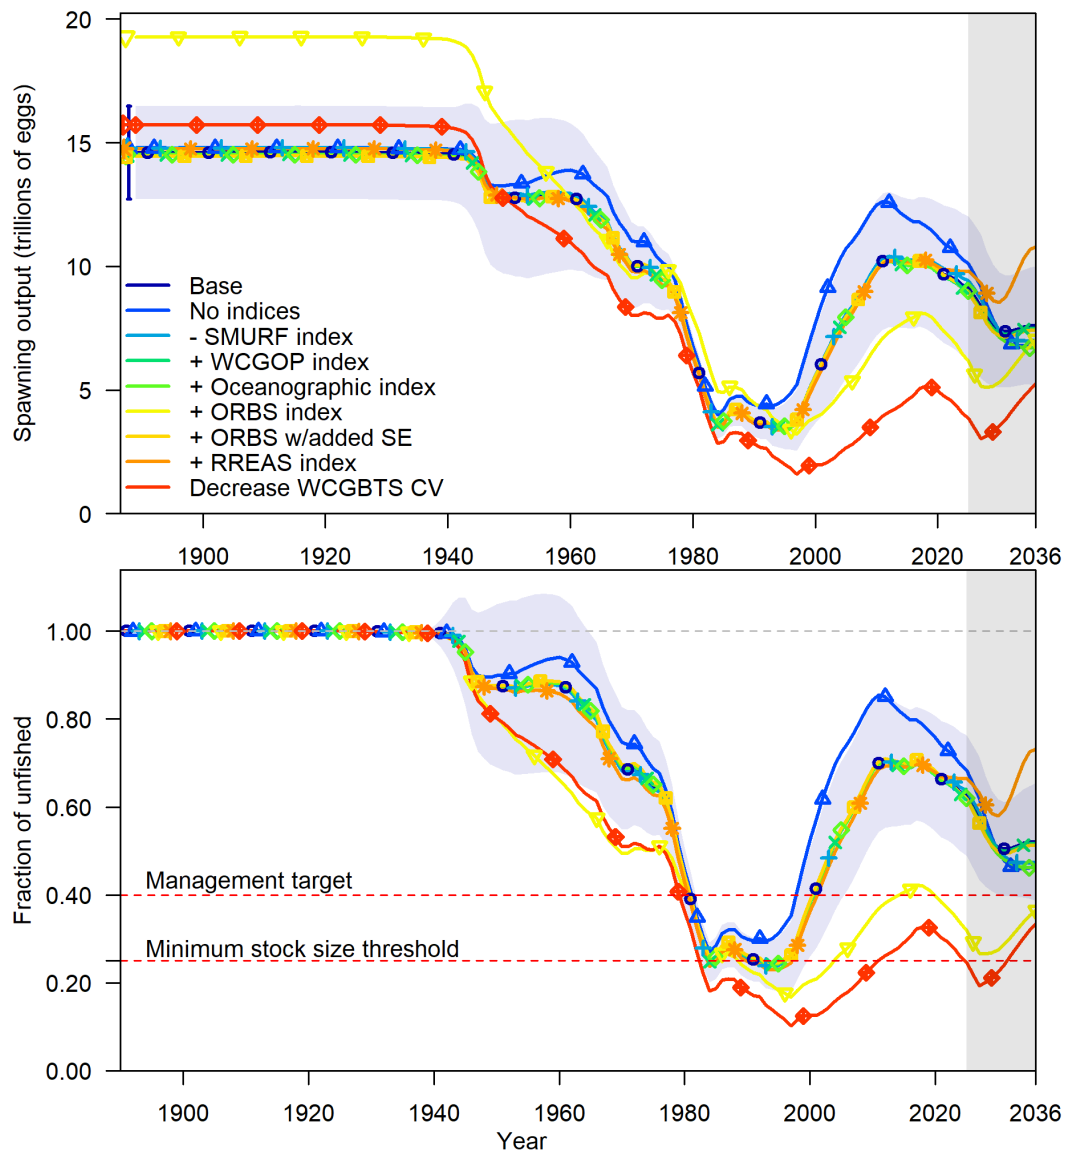 Spawning output (trillions of eggs)
20
15
10
5
0
Base
No indices
- SMURF index
+ WCGOP index
+ Oceanographic index
+ ORBS index
+ ORBS w/added SE
+ RREAS index
Decrease WCGBTS CV
1900 1920 1940 1960 1980 2000 2020 2036
Fraction of unfished
1.00
0.80
0.60
0.40
0.20
0.00
Management target
Minimum stock size threshold
1900 1920 1940 1960 1980 2000 2020 2036
Year